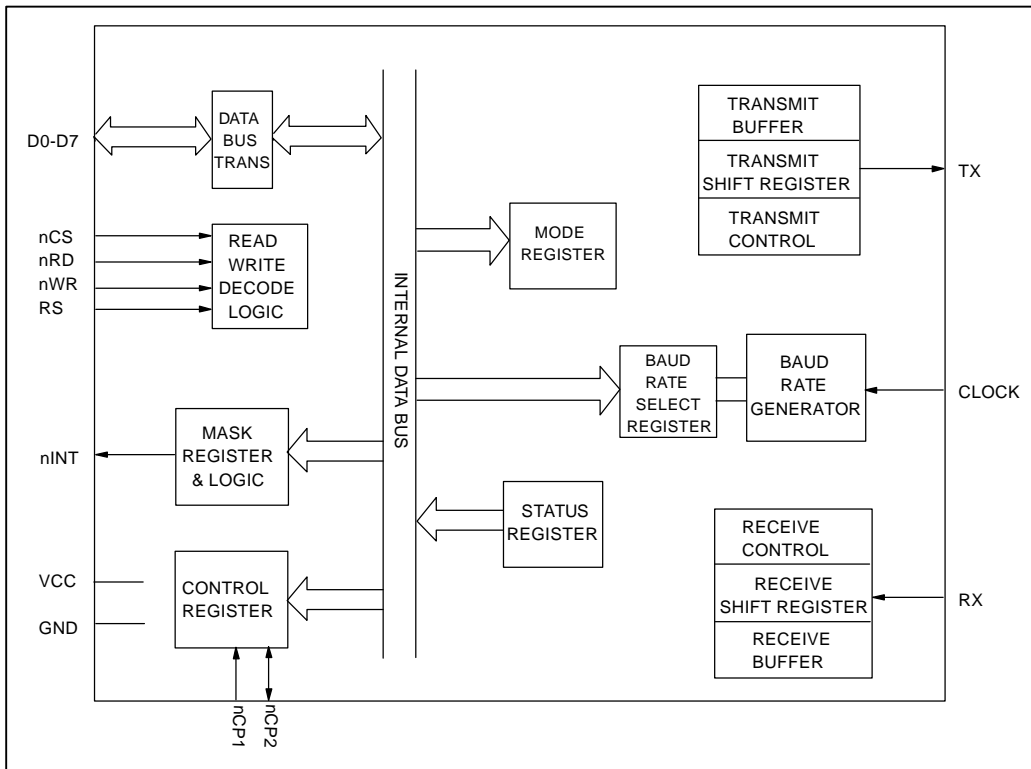 D0-D7
DATA
BUS
TRANS
nCS
nRD
nWR
RS
READ
WRITE
DECODE
LOGIC
nINT
MASK
REGISTER
& LOGIC
VCC
GND
CONTROL
REGISTER
nCP1
nCP2
INTERNAL DATA BUS
MODE
REGISTER
BAUD
RATE
SELECT
REGISTER
BAUD
RATE
GENERATOR
CLOCK
STATUS
REGISTER
TRANSMIT
BUFFER
TRANSMIT
SHIFT REGISTER
TRANSMIT
CONTROL
TX
RECEIVE
CONTROL
RECEIVE
SHIFT REGISTER
RECEIVE
BUFFER
RX